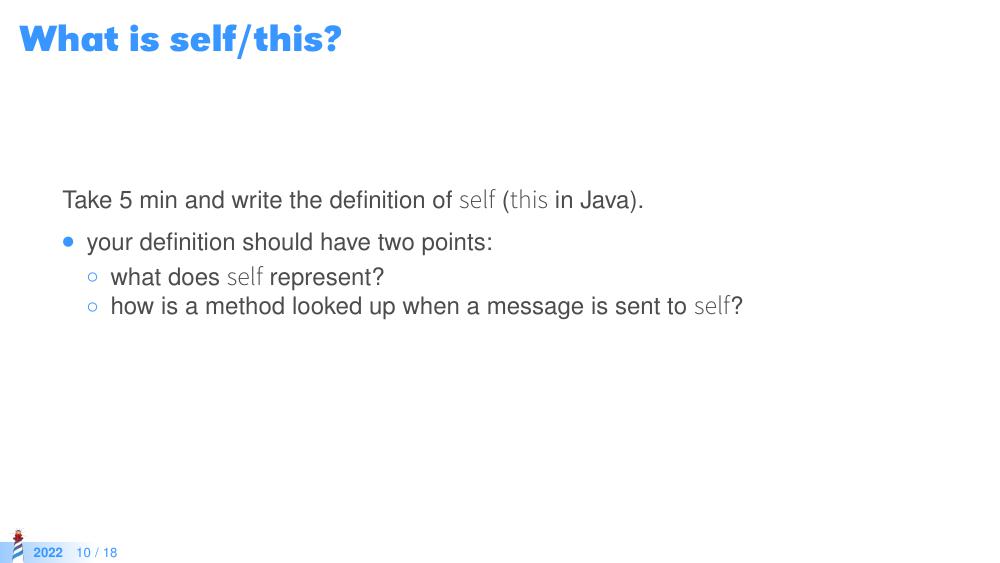 What is self/this?
Take 5 min and write the definition of self (this in Java).
● your definition should have two points:
○ what does self represent?
○ how is a method looked up when a message is sent to self?
2022 10 / 18